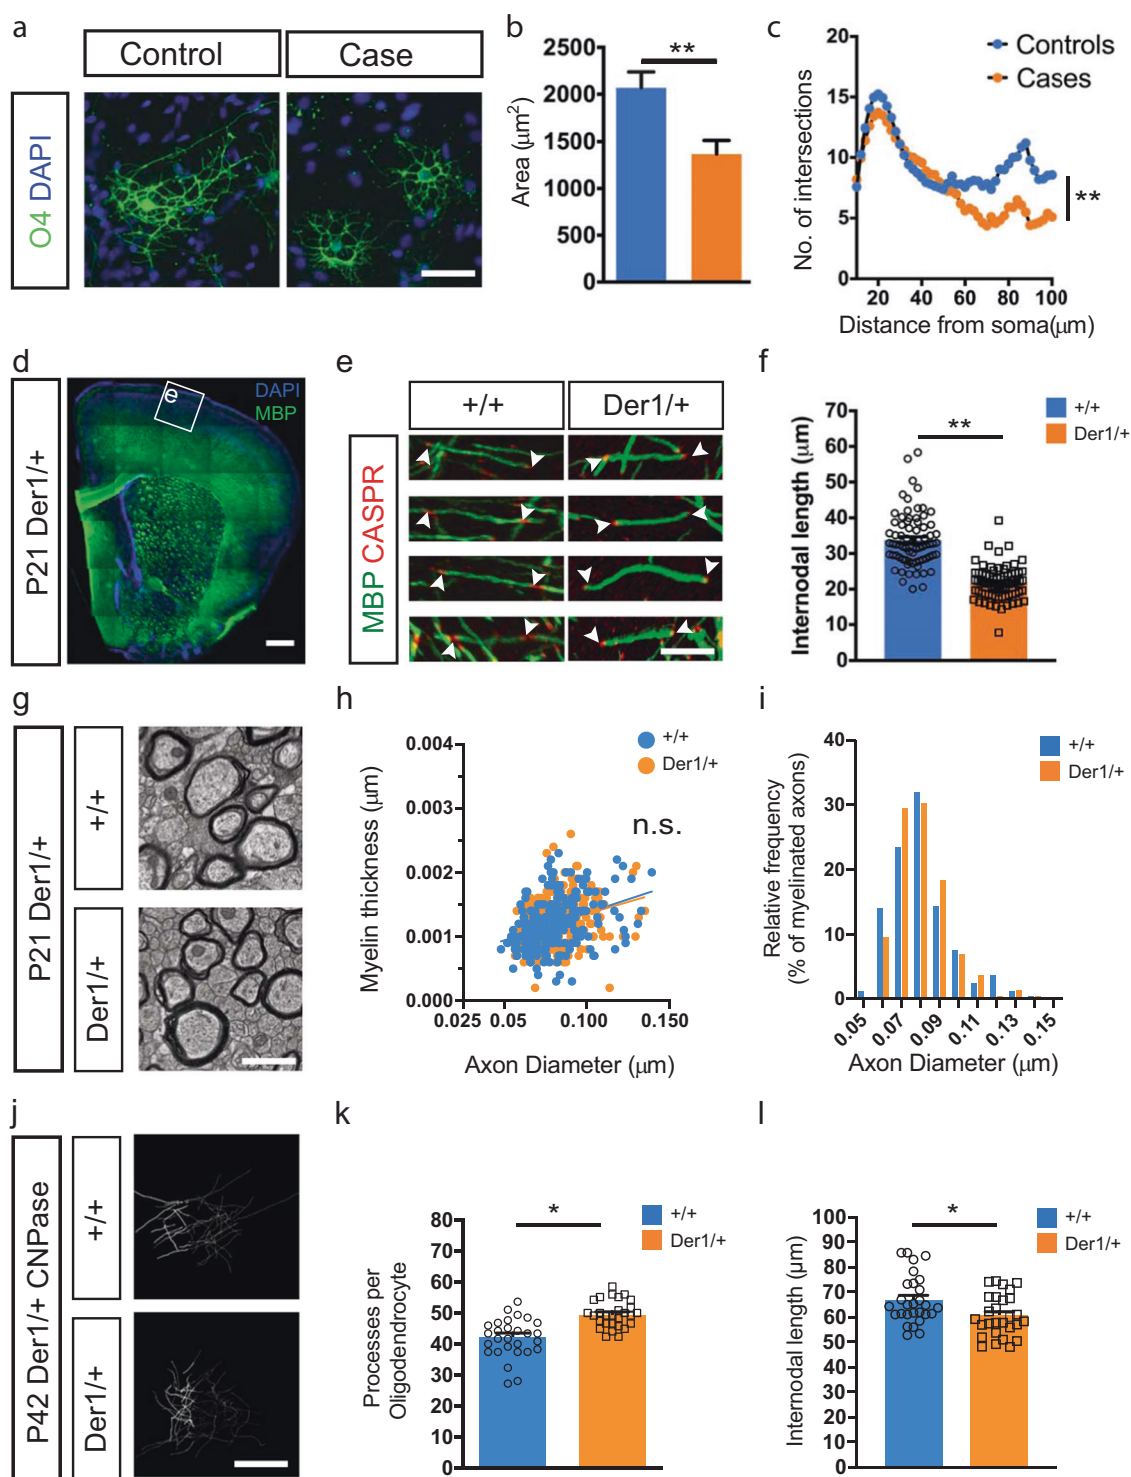 a
Control
Case
O4 DAPI
b
2500
2000
1500
1000
500
0
Area (μm²)
**
c
20
15
10
5
0
No. of intersections
Controls
Cases
**
20 40 60 80 100
Distance from soma(μm)
d
P21 Der1/+
e
DAPI
MBP
e
+/+
Der1/+
MBP CASPR
f
70
60
50
40
30
20
10
0
Internodal length (μm)
**
+/+
Der1/+
g
P21 Der1/+
+/+
Der1/+
h
0.004
0.003
0.002
0.001
0.000
Myelin thickness (μm)
+/+
Der1/+
n.s.
0.025 0.05 0.100 0.150
Axon Diameter (μm)
i
40
30
20
10
0
Relative frequency
(% of myelinated axons)
+/+
Der1/+
0.05 0.07 0.09 0.11 0.13 0.15
Axon Diameter (μm)
j
P42 Der1/+ CNPase
+/+
Der1/+
k
80
70
60
50
40
30
20
10
0
Processes per
Oligodendrocyte
*
+/+
Der1/+
l
100
90
80
70
60
50
40
30
20
10
0
Internodal length (μm)
*
+/+
Der1/+